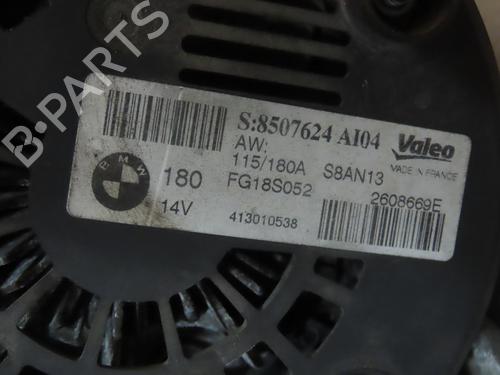 B-PARTS
S:8507624 AI04
AW:
Valeo
115/180A
S8AN13
MADE IN FRANCE
BMW
180
FG18S052
2608669E
14V
413010538